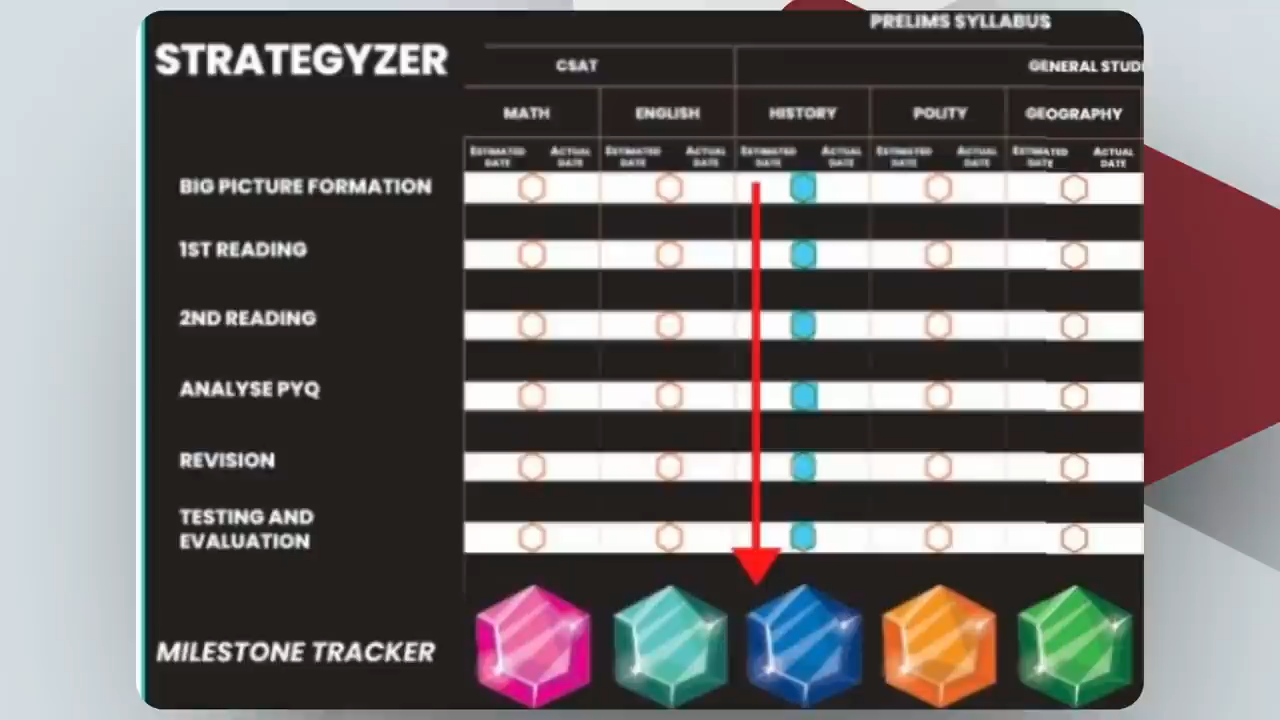 PRELIMS SYLLABUS
STRATEGYZER
CSAT
GENERAL STUD
MATH
ENGLISH
HISTORY
POLITY
GEOGRAPHY
ESTIMATED DATE ACTUAL DATE ESTIMATED DATE ACTUAL DATE ESTIMATED DATE ACTUAL DATE ESTIMATED DATE ACTUAL DATE ESTIMATED DATE ACTUAL DATE
BIG PICTURE FORMATION
1ST READING
2ND READING
ANALYSE PYQ
REVISION
TESTING AND
EVALUATION
MILESTONE TRACKER